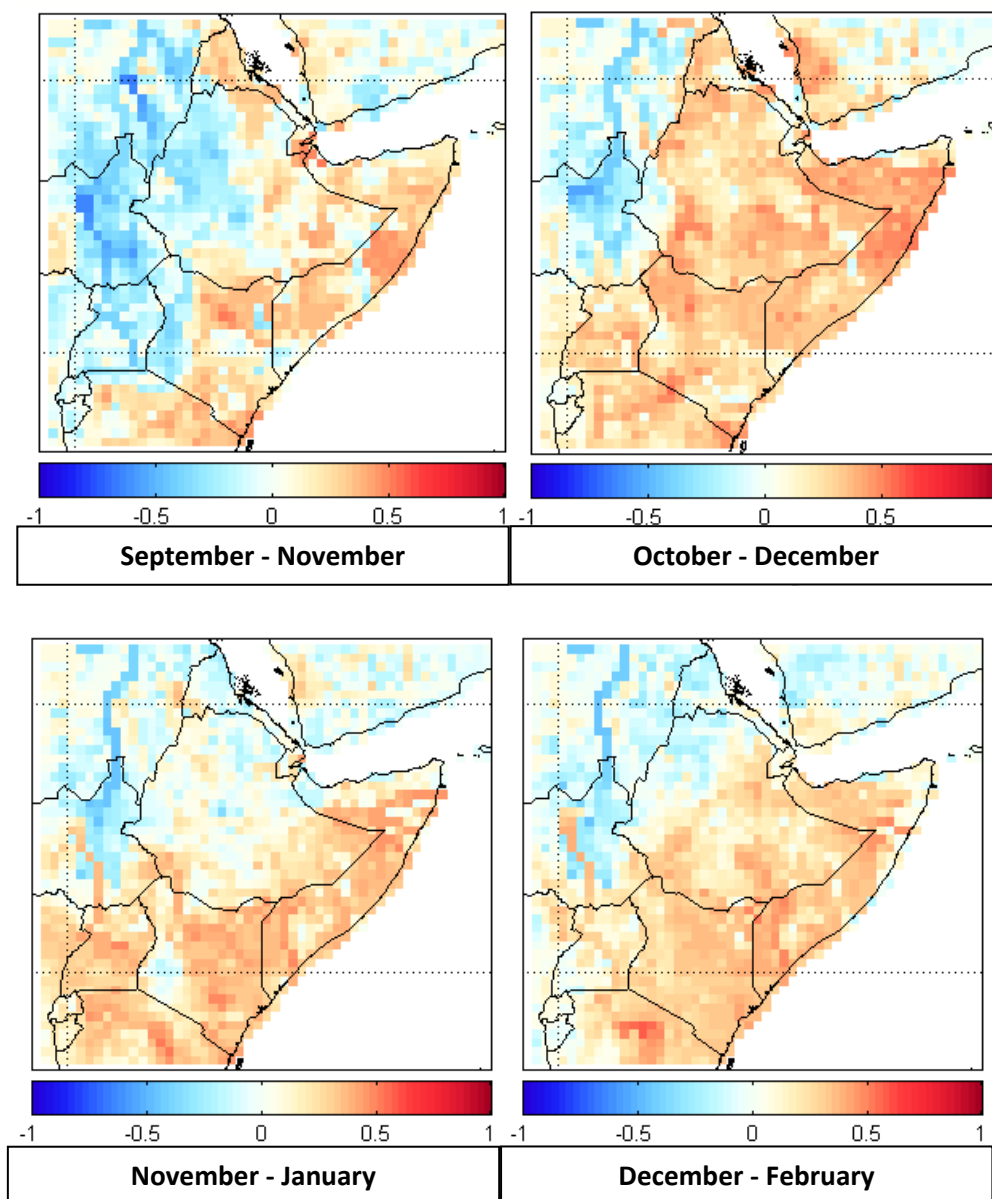 -1 -0.5 0 0.5 1
-1 -0.5 0 0.5
September - November
October - December
-1 -0.5 0 0.5 1
-1 -0.5 0 0.5 1
November - January
December - February